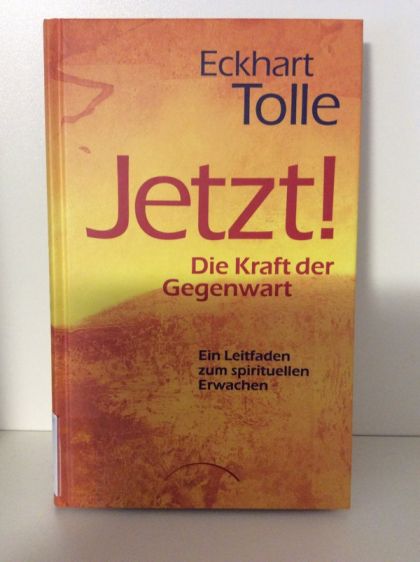 Eckhart
Tolle
Jetzt!
Die Kraft der
Gegenwart
Ein Leitfaden
zum spirituellen
Erwachen